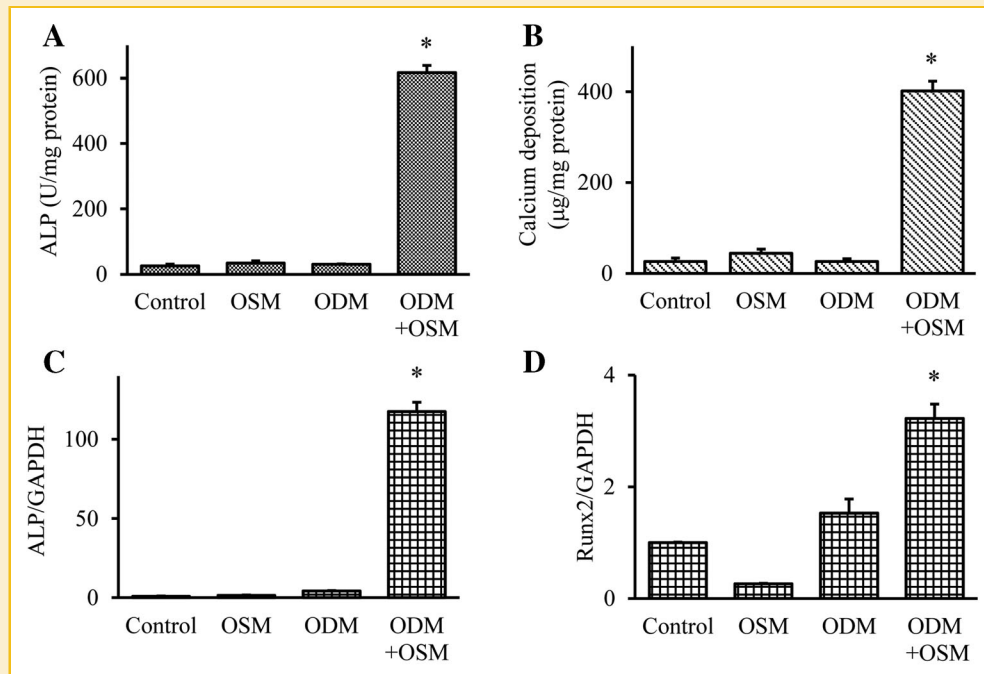 A
ALP (U/mg protein)
600
400
200
0
*
Control
OSM
ODM
ODM
+OSM
B
Calcium deposition
(µg/mg protein)
400
200
0
*
Control
OSM
ODM
ODM
+OSM
C
ALP/GAPDH
100
50
0
*
Control
OSM
ODM
ODM
+OSM
D
Runx2/GAPDH
4
2
0
*
Control
OSM
ODM
ODM
+OSM